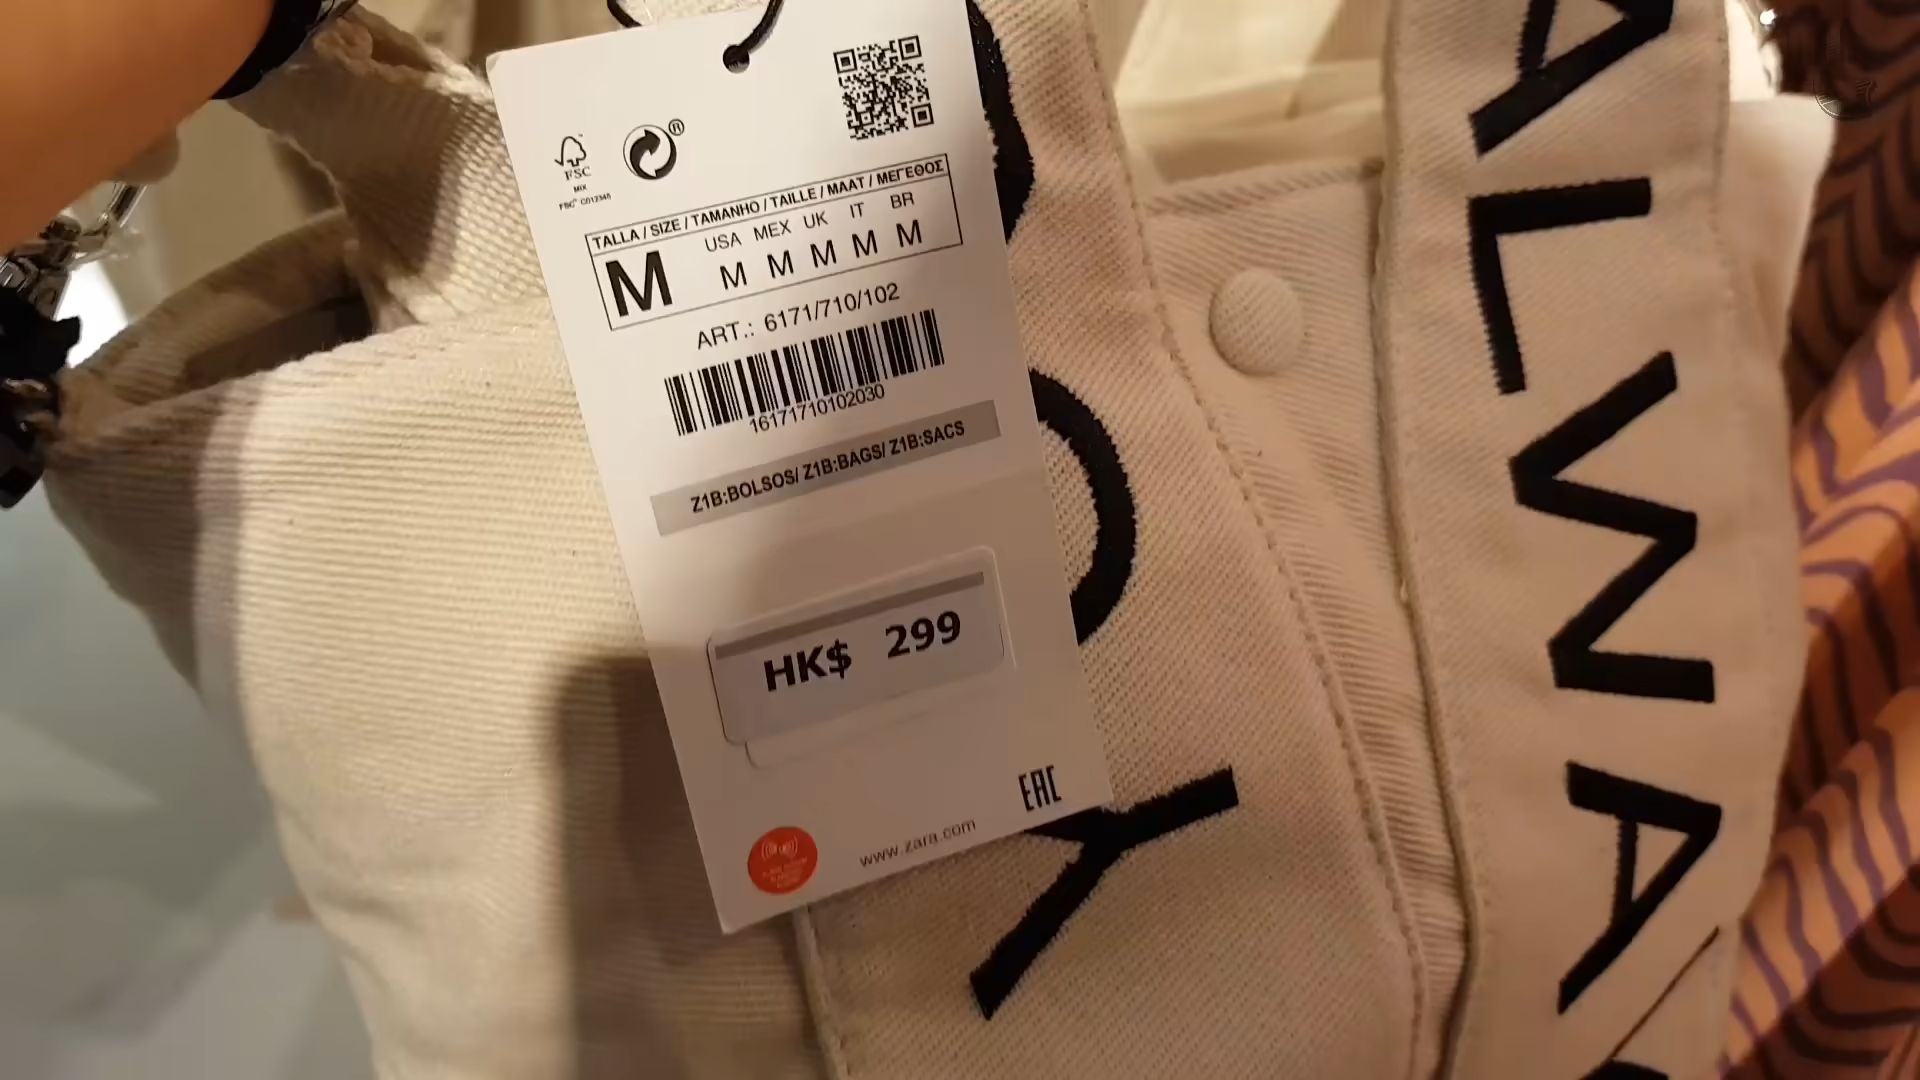 FSC
MIX
FSC® C012345
®
TALLA / SIZE / TAMANHO / TAILLE / MAAT / ΜΕΓΕΘΟΣ
USA MEX UK IT BR
M M M M M M
ART.: 6171/710/102
16171710102030
Z1B:BOLSOS/ Z1B:BAGS/ Z1B:SACS
HK$ 299
EAC
www.zara.com
Y
ALWA